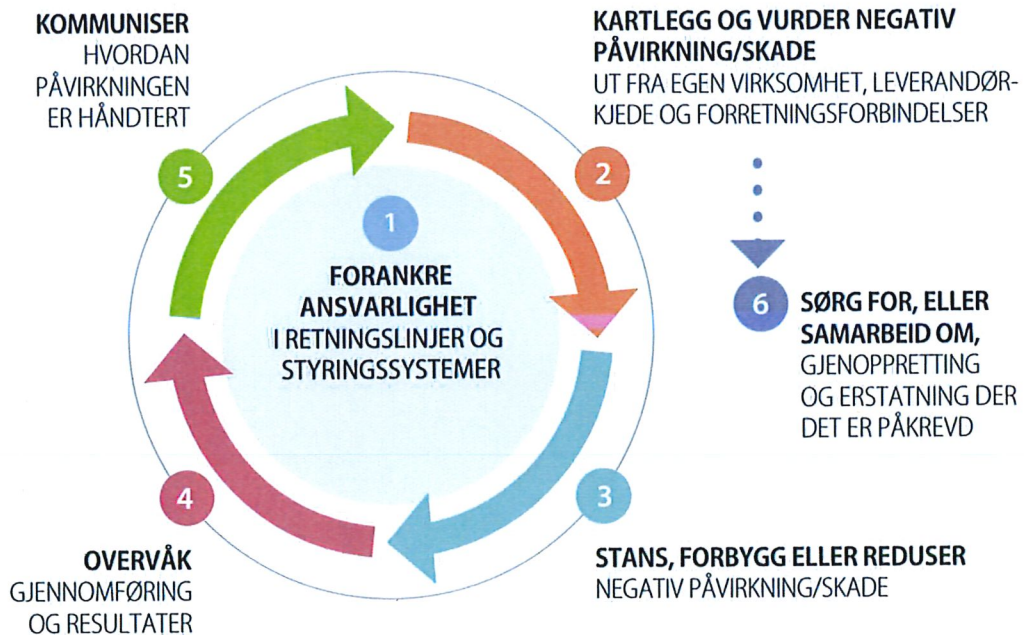 1
FORANKRE
ANSVARLIGHET
I RETNINGSLINJER OG
STYRINGSSYSTEMER
KARTLEGG OG VURDER NEGATIV
PÅVIRKNING/SKADE
UT FRA EGEN VIRKSOMHET, LEVERANDØR-
KJEDE OG FORRETNINGSFORBINDELSER
2
3
STANS, FORBYGG ELLER REDUSER
NEGATIV PÅVIRKNING/SKADE
4
OVERVÅK
GJENNOMFØRING
OG RESULTATER
5
KOMMUNISER
HVORDAN
PÅVIRKNINGEN
ER HÅNDTERT
6
SØRG FOR, ELLER
SAMARBEID OM,
GJENOPPRETTING
OG ERSTATNING DER
DET ER PÅKREVD